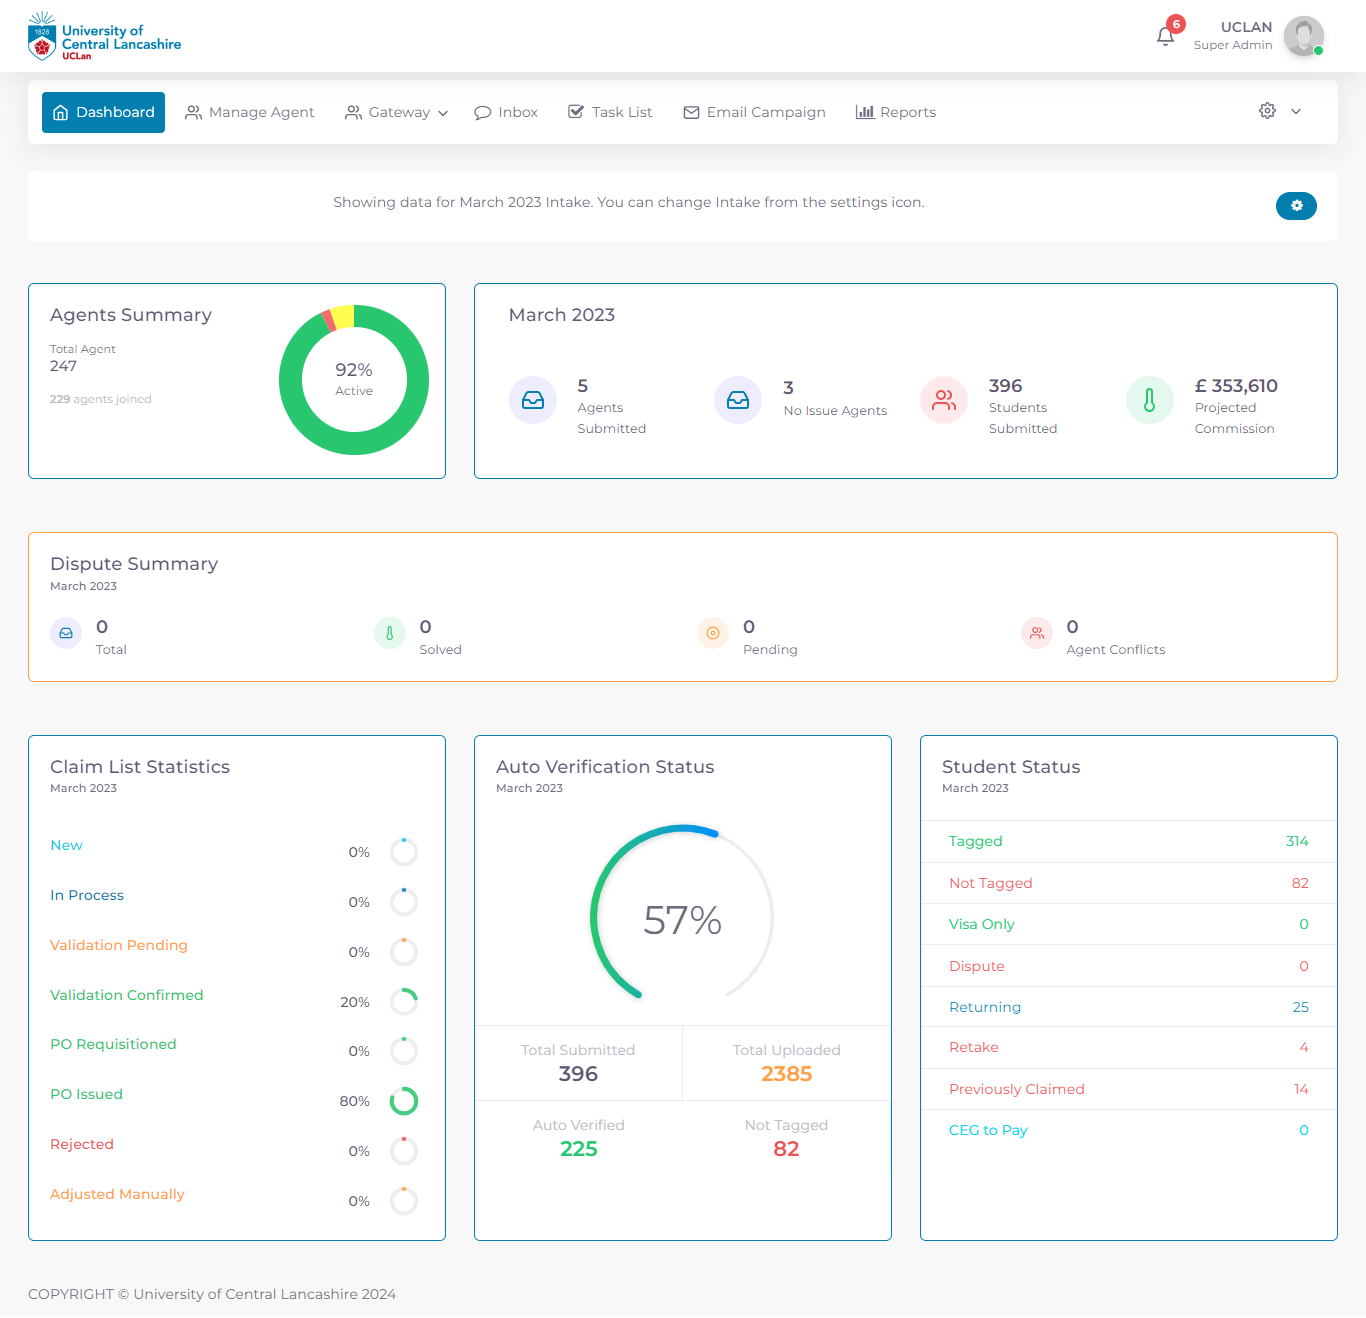 1828
University of
Central Lancashire
UCLan
6
UCLAN
Super Admin
Dashboard
Manage Agent
Gateway
Inbox
Task List
Email Campaign
Reports
Showing data for March 2023 Intake. You can change Intake from the settings icon.
Agents Summary
Total Agent
247
229 agents joined
92%
Active
March 2023
5
Agents
Submitted
3
No Issue Agents
396
Students
Submitted
£ 353,610
Projected
Commission
Dispute Summary
March 2023
0
Total
0
Solved
0
Pending
0
Agent Conflicts
Claim List Statistics
March 2023
New 0%
In Process 0%
Validation Pending 0%
Validation Confirmed 20%
PO Requisitioned 0%
PO Issued 80%
Rejected 0%
Adjusted Manually 0%
Auto Verification Status
March 2023
57%
Total Submitted
396
Total Uploaded
2385
Auto Verified
225
Not Tagged
82
Student Status
March 2023
Tagged 314
Not Tagged 82
Visa Only 0
Dispute 0
Returning 25
Retake 4
Previously Claimed 14
CEG to Pay 0
COPYRIGHT © University of Central Lancashire 2024